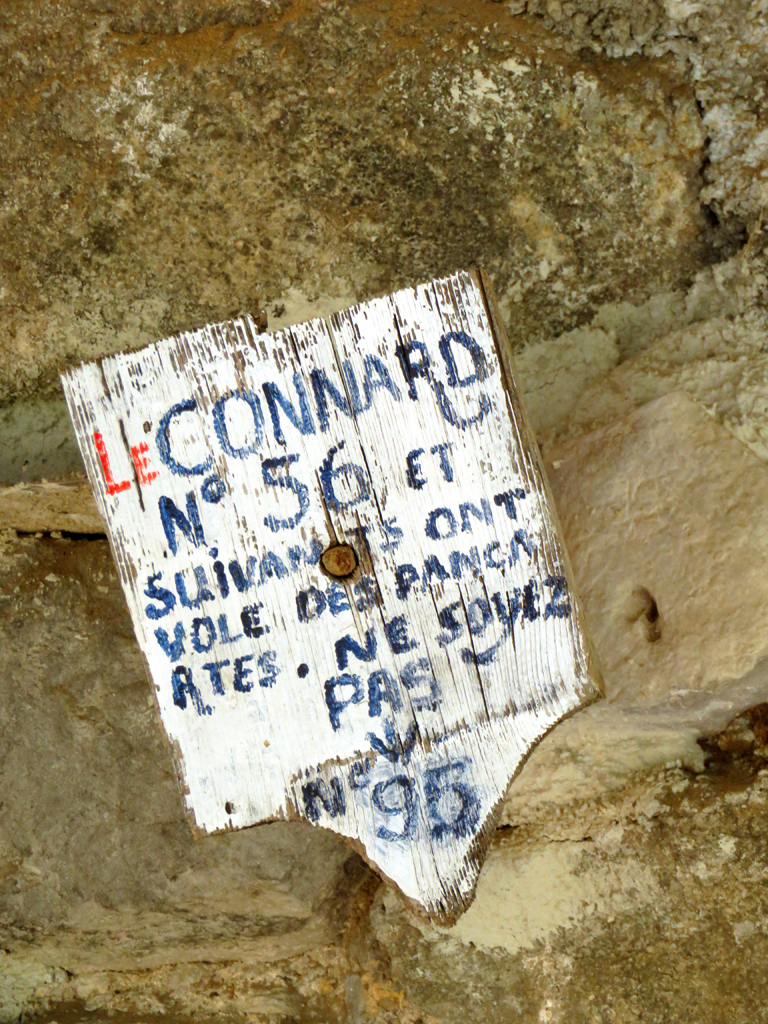 Le CONNARD
N° 56 ET
SUiVANTS ONT
VOLE DES PANCA
RTES. NE SOYEZ
PAS
N° 95